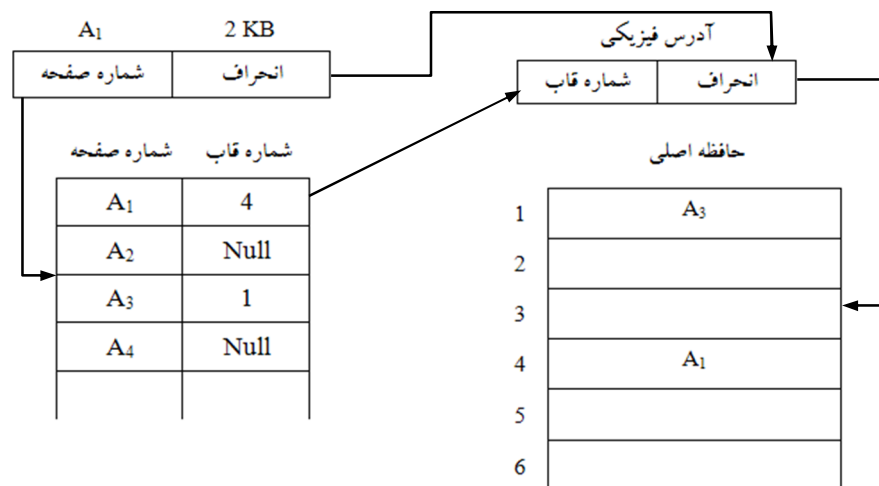 A₁ 2 KB
شماره صفحه انحراف
آدرس فیزیکی
شماره قاب انحراف
شماره صفحه شماره قاب
A₁ 4
A₂ Null
A₃ 1
A₄ Null
حافظه اصلی
1 A₃
2
3
4 A₁
5
6